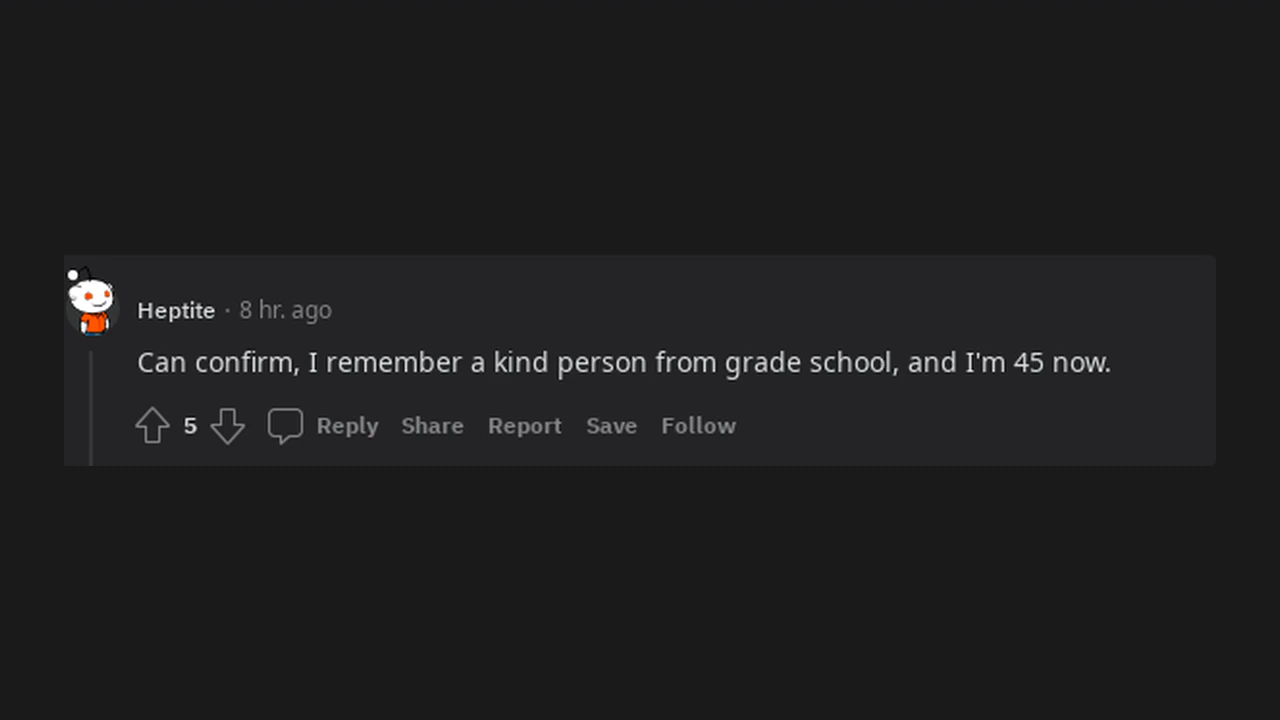 Heptite · 8 hr. ago
Can confirm, I remember a kind person from grade school, and I'm 45 now.
5 Reply Share Report Save Follow